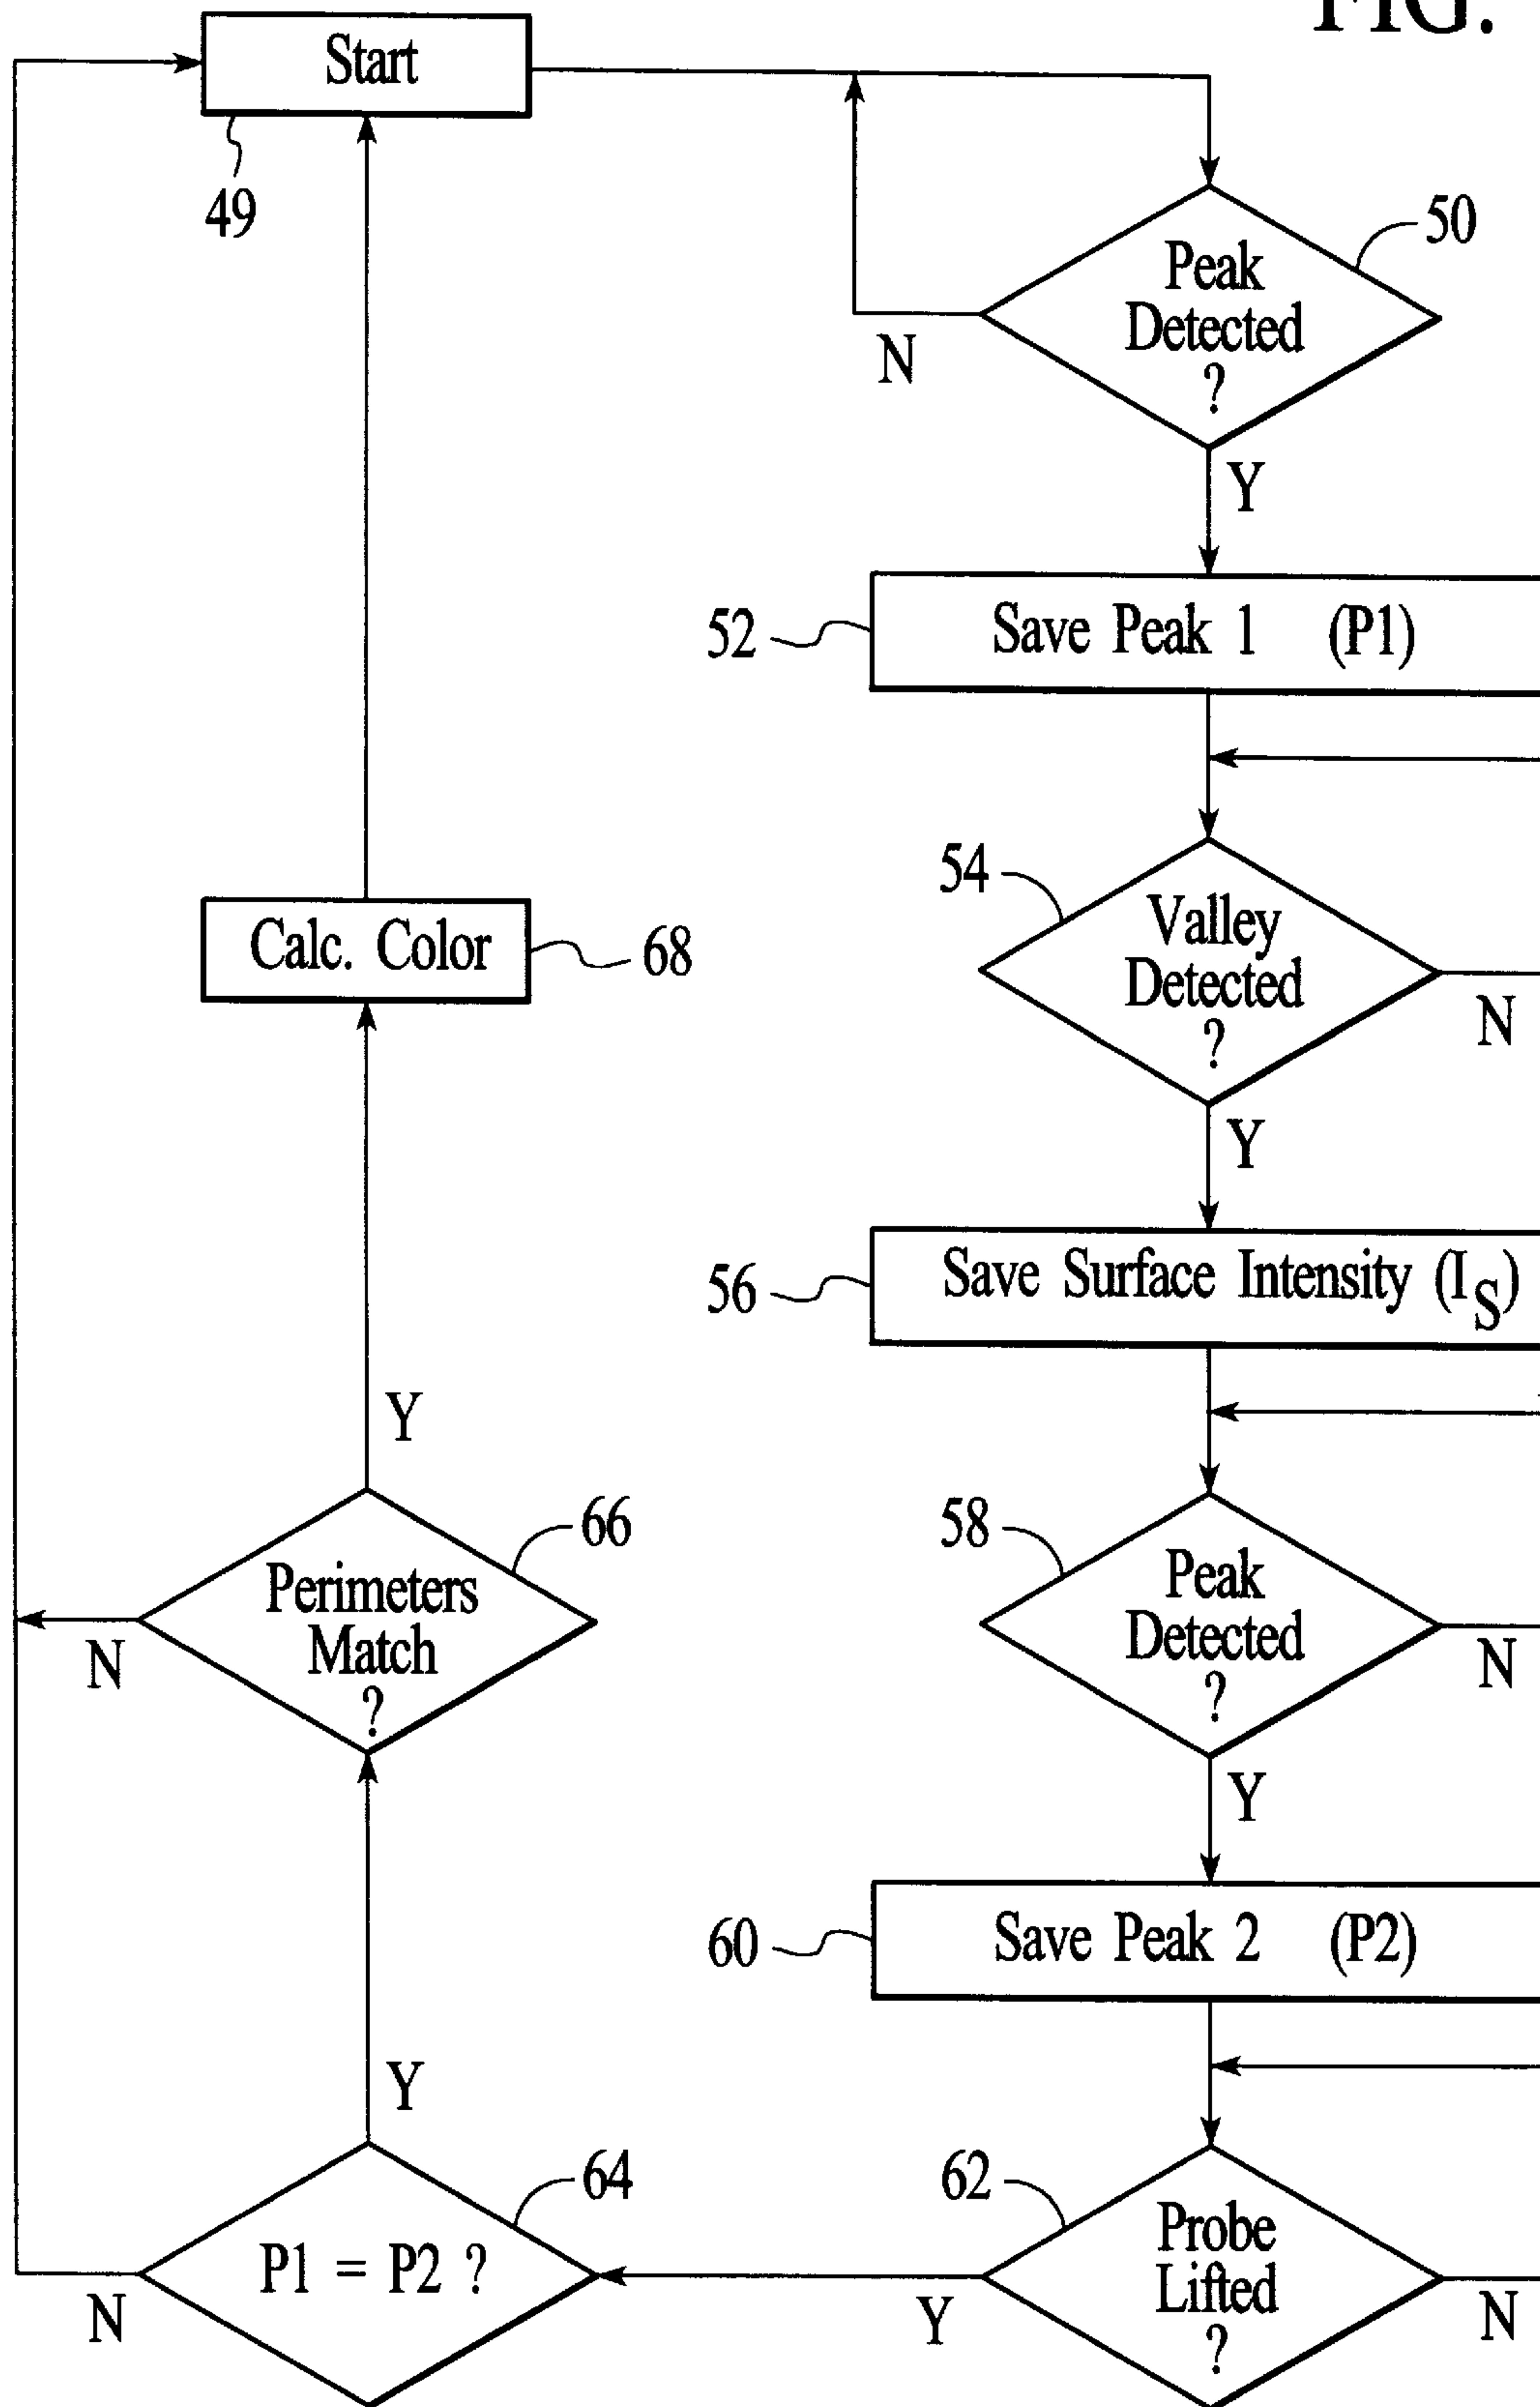 FIG.
Start
49
50
Peak
Detected
?
N
Y
52
Save Peak 1 (P1)
54
Valley
Detected
?
N
Y
Calc. Color
68
56
Save Surface Intensity (IS)
Y
66
Perimeters
Match
?
N
58
Peak
Detected
?
N
Y
60
Save Peak 2 (P2)
Y
64
P1 = P2 ?
N
62
Probe
Lifted
?
Y
N